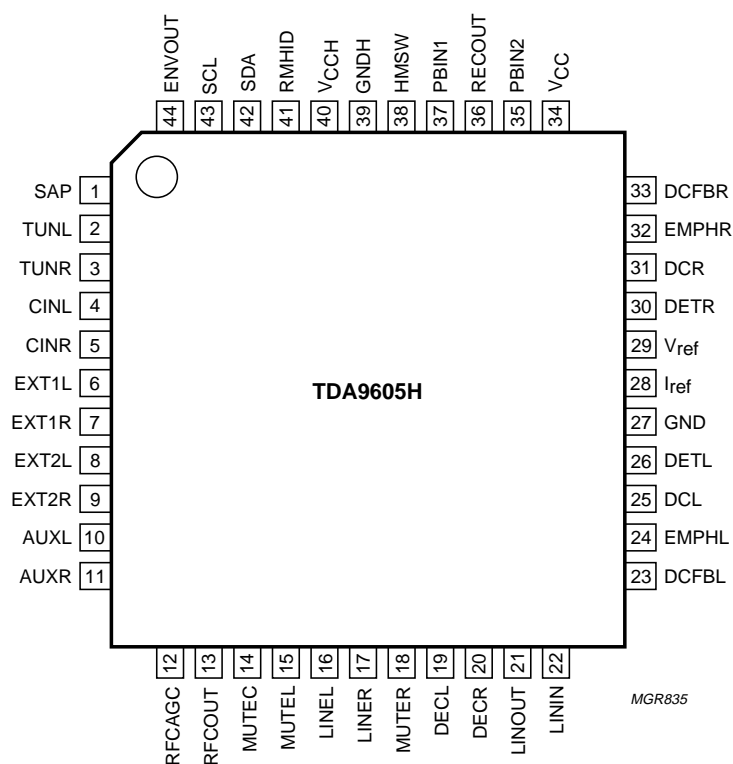 ENVOUT
SCL
SDA
RMHID
VCCH
GNDH
HMSW
PBIN1
RECOUT
PBIN2
VCC
44
43
42
41
40
39
38
37
36
35
34
SAP 1
TUNL 2
TUNR 3
CINL 4
CINR 5
EXT1L 6
EXT1R 7
EXT2L 8
EXT2R 9
AUXL 10
AUXR 11
TDA9605H
33 DCFBR
32 EMPHR
31 DCR
30 DETR
29 Vref
28 Iref
27 GND
26 DETL
25 DCL
24 EMPHL
23 DCFBL
12
13
14
15
16
17
18
19
20
21
22
RFCAGC
RFCOUT
MUTEC
MUTEL
LINEL
LINER
MUTER
DECL
DECR
LINOUT
LININ
MGR835